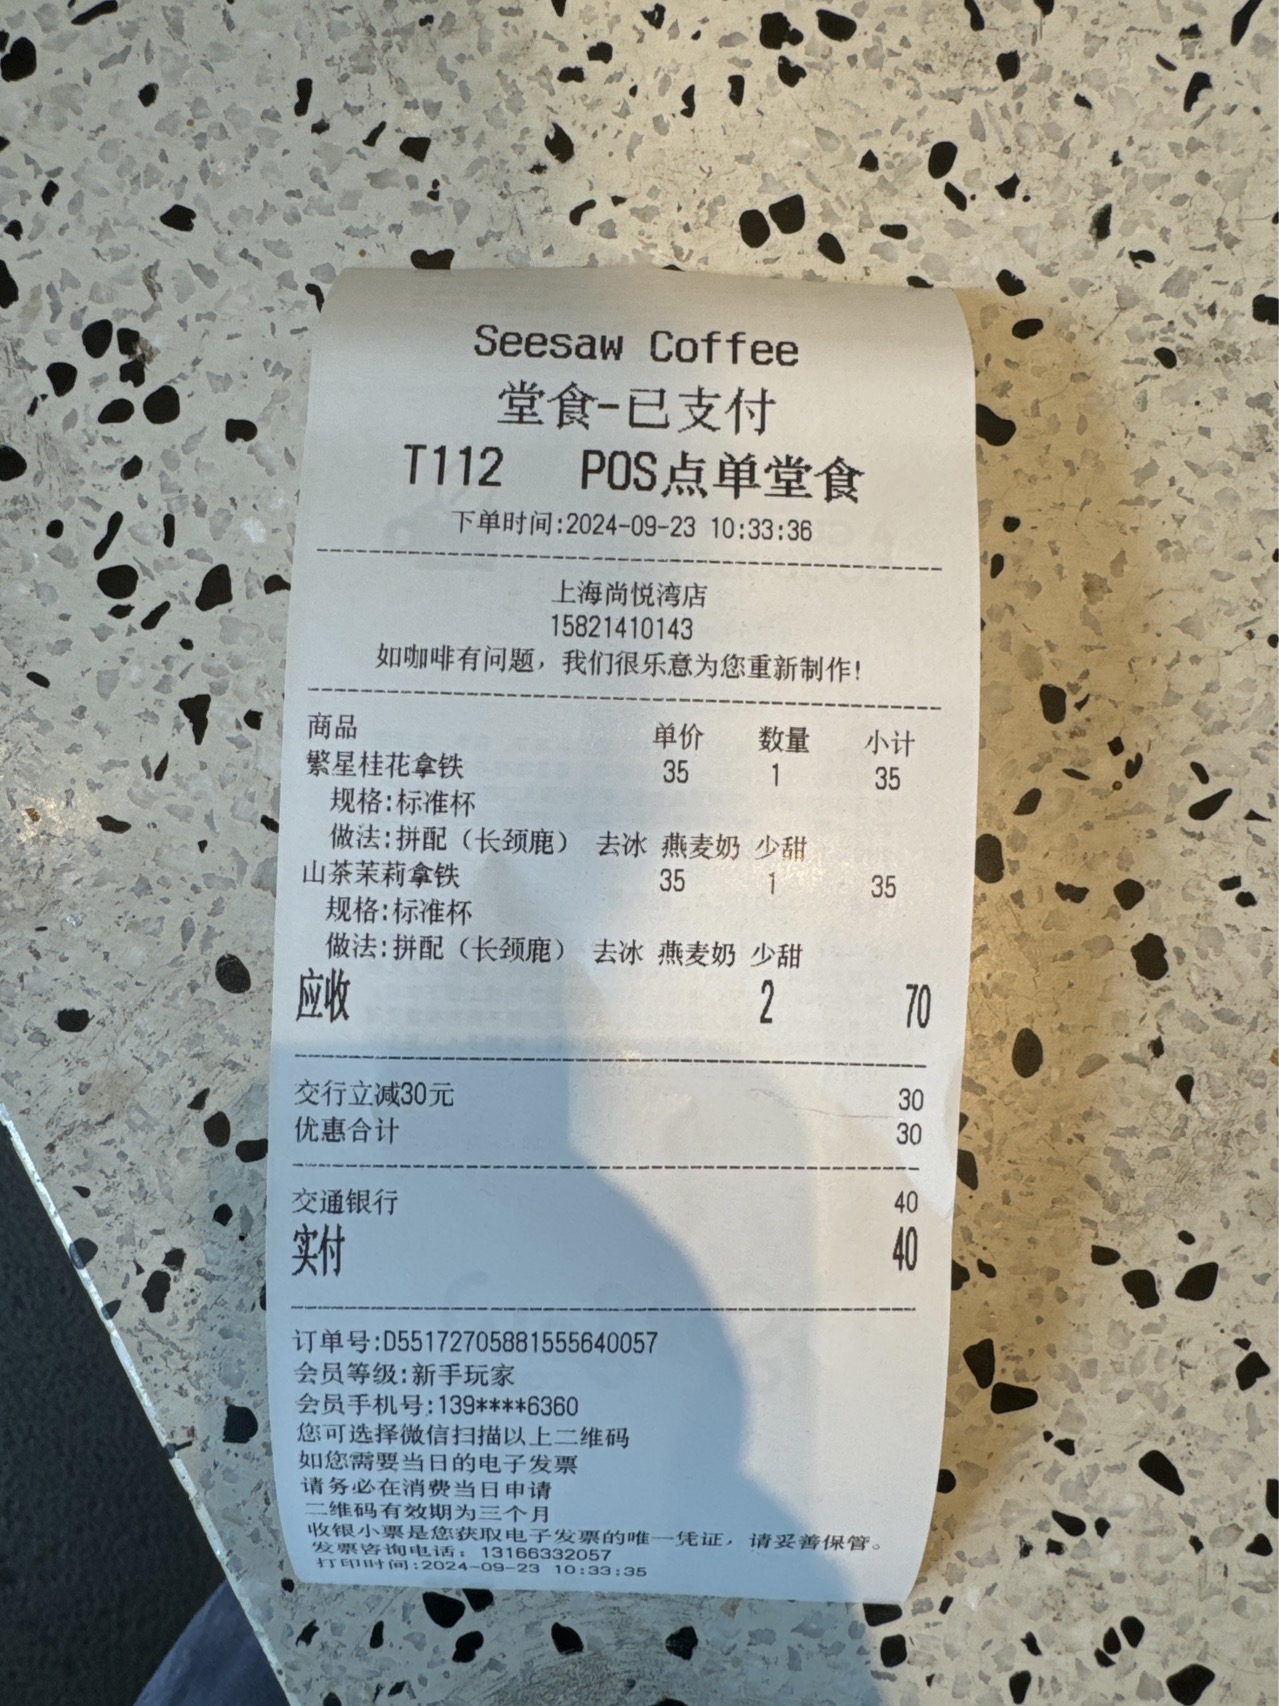 Seesaw Coffee
堂食-已支付
T112 POS点单堂食
下单时间:2024-09-23 10:33:36
上海尚悦湾店
15821410143
如咖啡有问题，我们很乐意为您重新制作!
商品 单价 数量 小计
繁星桂花拿铁 35 1 35
规格:标准杯
做法:拼配（长颈鹿） 去冰 燕麦奶 少甜
山茶茉莉拿铁 35 1 35
规格:标准杯
做法:拼配（长颈鹿） 去冰 燕麦奶 少甜
应收 2 70
交行立减30元 30
优惠合计 30
交通银行 40
实付 40
订单号:D551727058815555640057
会员等级:新手玩家
会员手机号:139****6360
您可选择微信扫描以上二维码
如您需要当日的电子发票
请务必在消费当日申请
二维码有效期为三个月
收银小票是您获取电子发票的唯一凭证，请妥善保管。
发票咨询电话：13166332057
打印时间:2024-09-23 10:33:35